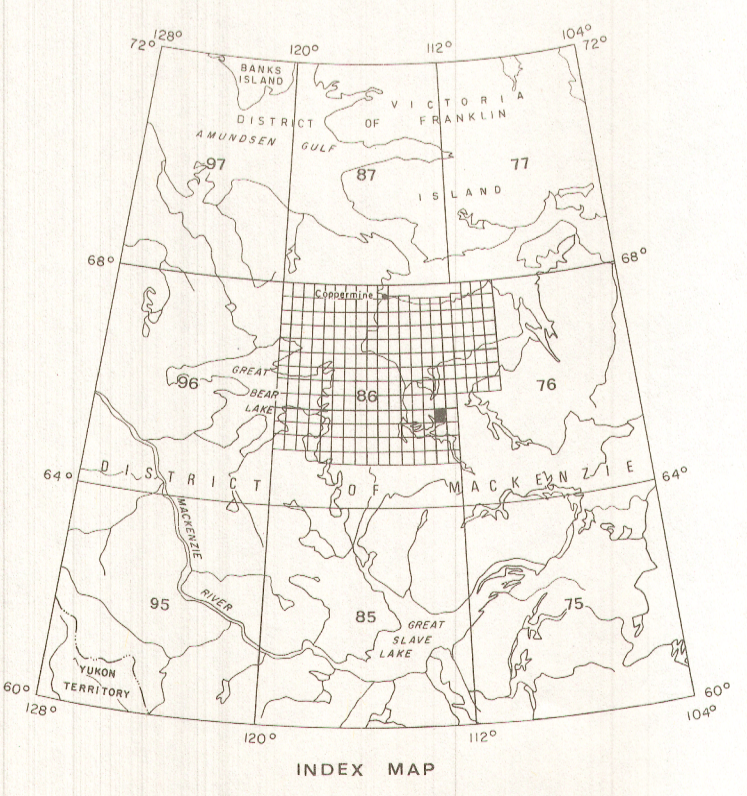 128°
120°
112°
104°
72°
72°
BANKS
ISLAND
VICTORIA
DISTRICT OF FRANKLIN
AMUNDSEN GULF
97
87
77
ISLAND
68°
68°
Coppermine
GREAT
BEAR
LAKE
96
86
76
DISTRICT OF MACKENZIE
64°
64°
MACKENZIE
RIVER
95
85
75
GREAT
SLAVE
LAKE
YUKON
TERRITORY
60°
60°
128°
120°
112°
104°
INDEX MAP